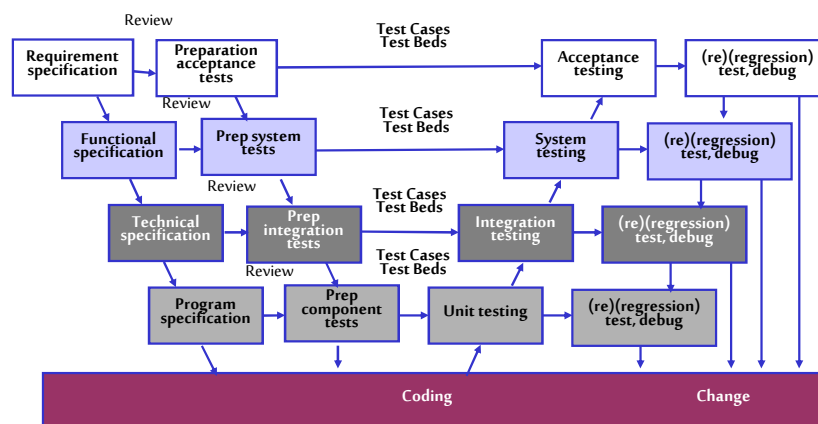 Review
Requirement
specification
Preparation
acceptance
tests
Test Cases
Test Beds
Acceptance
testing
(re)(regression)
test, debug
Review
Functional
specification
Prep system
tests
Test Cases
Test Beds
System
testing
(re)(regression)
test, debug
Review
Technical
specification
Prep
integration
tests
Test Cases
Test Beds
Integration
testing
(re)(regression)
test, debug
Review
Program
specification
Prep
component
tests
Test Cases
Test Beds
Unit testing
(re)(regression)
test, debug
Coding
Change